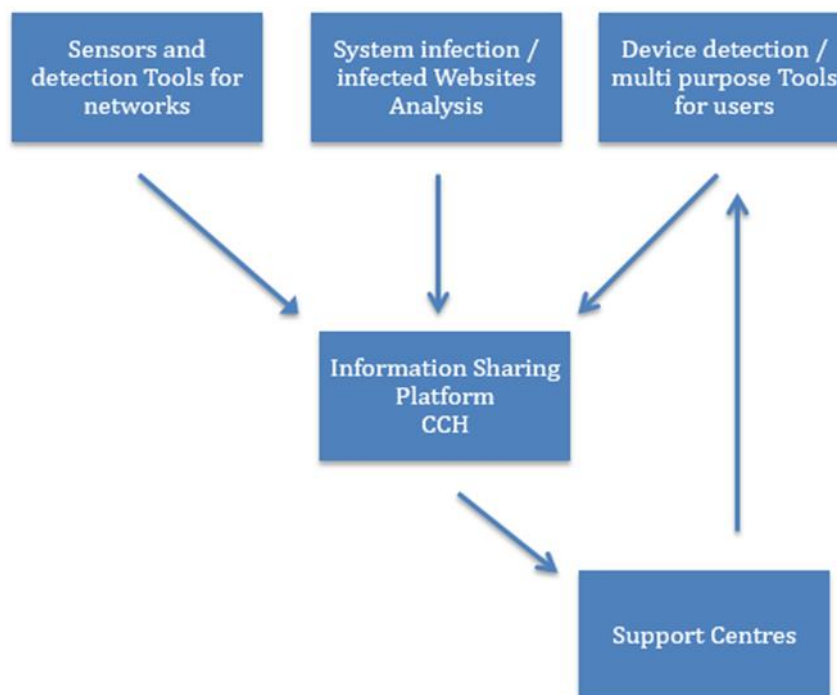 Sensors and
detection Tools for
networks
System infection /
infected Websites
Analysis
Device detection /
multi purpose Tools
for users
Information Sharing
Platform
CCH
Support Centres